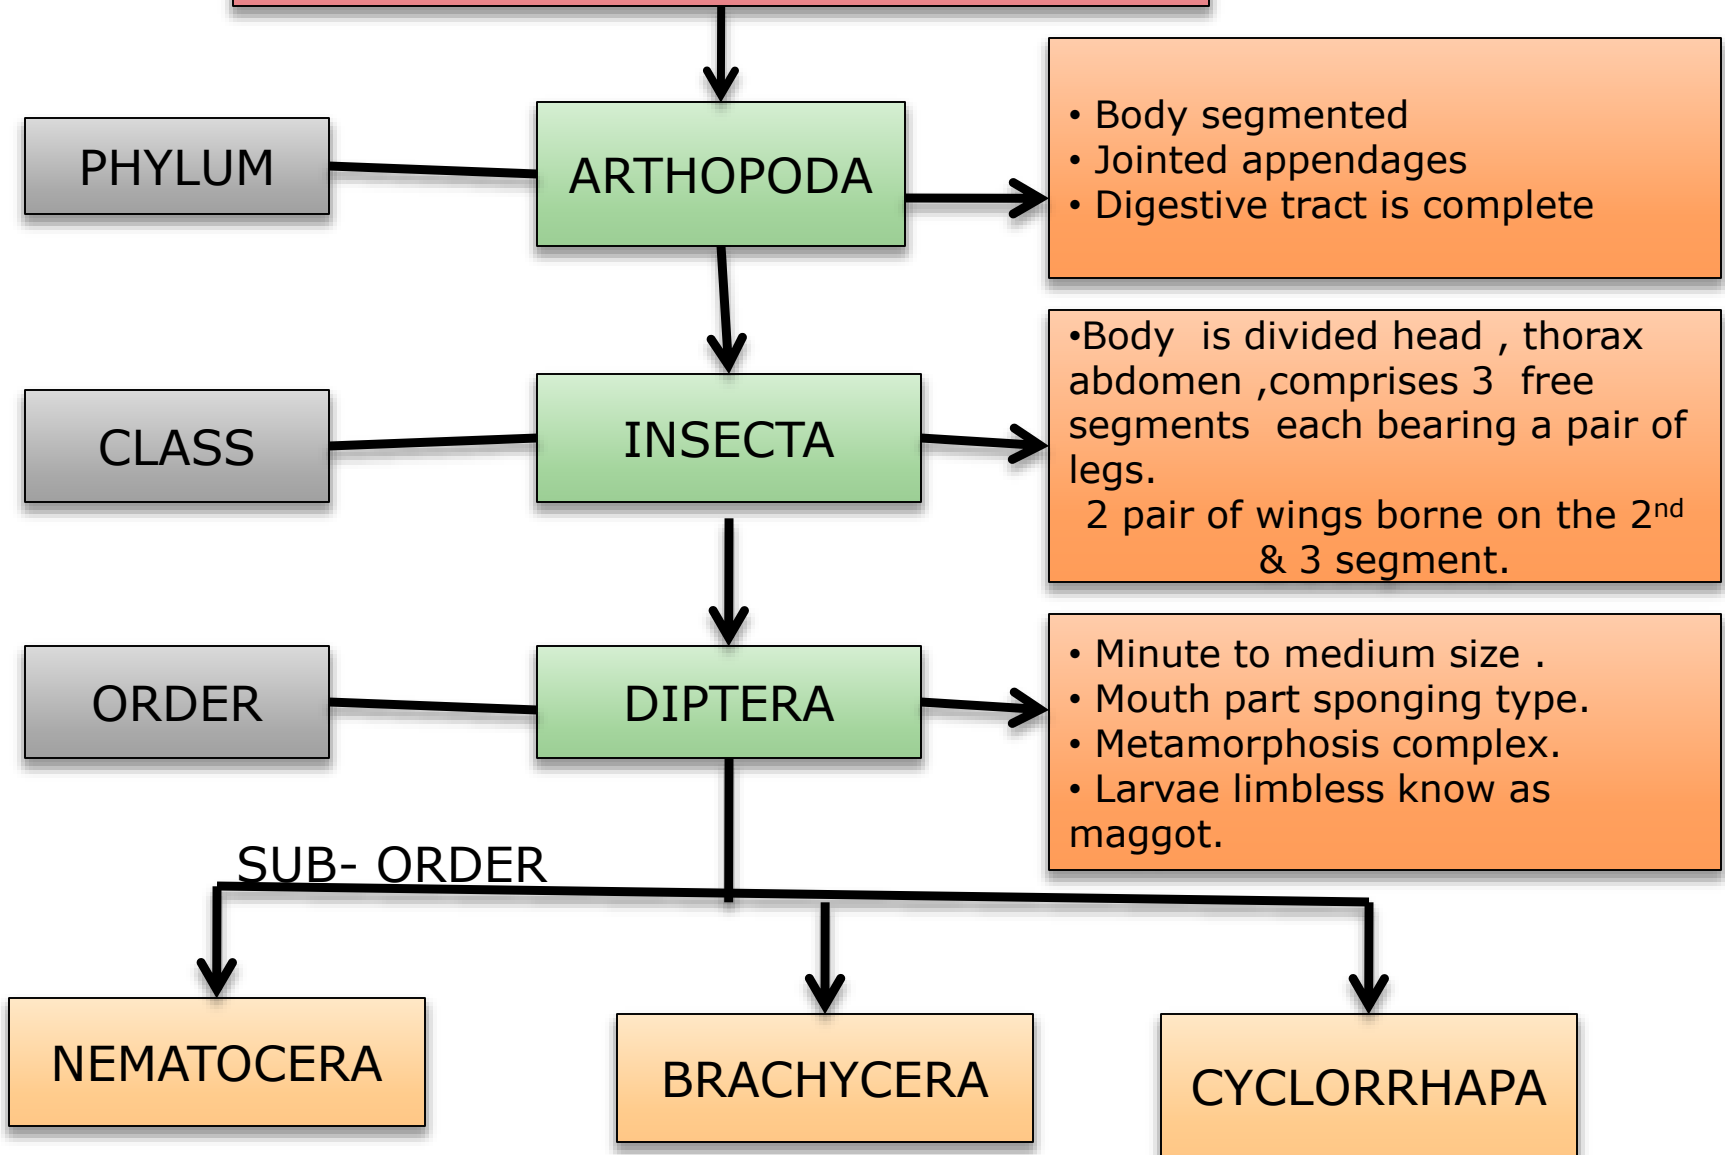 PHYLUM
ARTHOPODA
• Body segmented
• Jointed appendages
• Digestive tract is complete
CLASS
INSECTA
•Body is divided head , thorax
abdomen ,comprises 3 free
segments each bearing a pair of
legs.
2 pair of wings borne on the 2nd
& 3 segment.
ORDER
DIPTERA
• Minute to medium size .
• Mouth part sponging type.
• Metamorphosis complex.
• Larvae limbless know as
maggot.
SUB- ORDER
NEMATOCERA
BRACHYCERA
CYCLORRHAPA